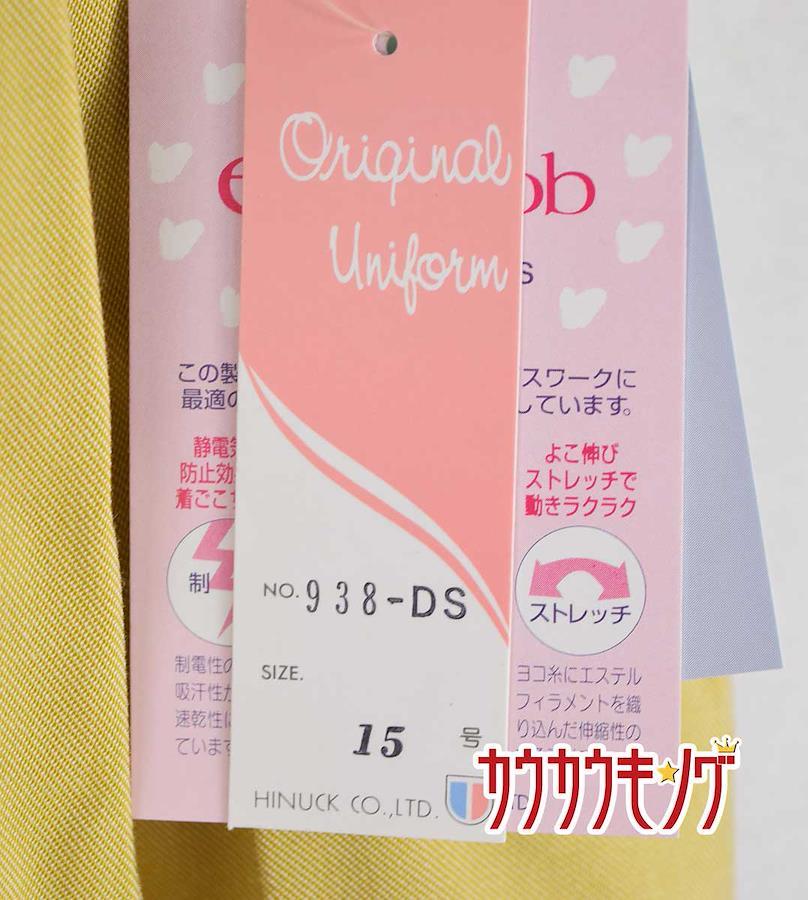 Original
Uniform
NO. 938-DS
SIZE.
15 号
HINUCK CO.,LTD.
この製
最適の
静電気
防止効
着ごこ
制
制電性の
吸汗性
速乾性に
ています
スワークに
しています。
よこ伸び
ストレッチで
動きラクラク
ストレッチ
ヨコ糸にエステル
フィラメントを織
り込んだ伸縮性の
カウカウキング